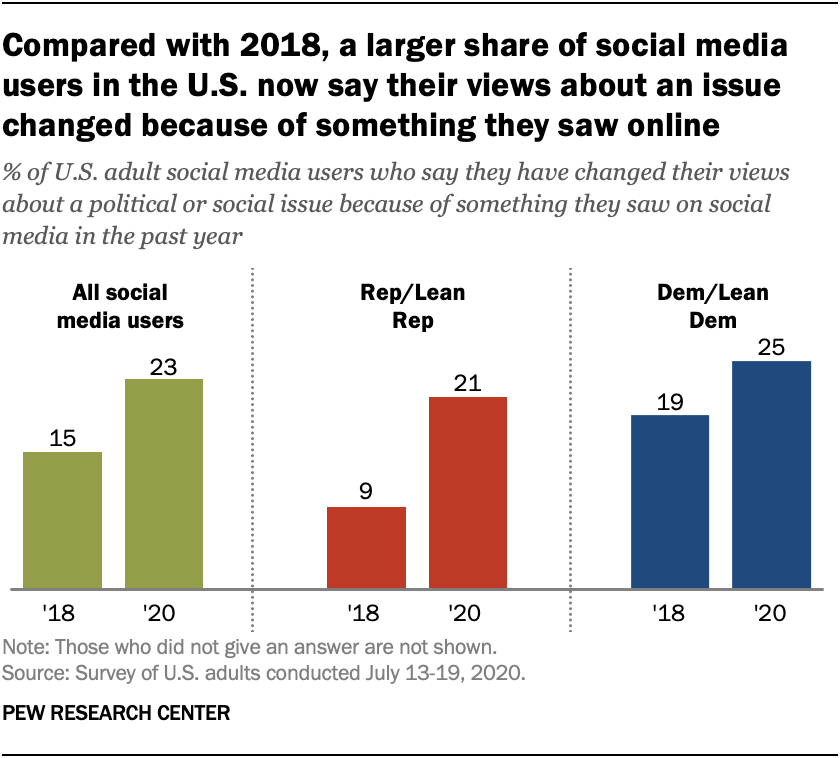 Compared with 2018, a larger share of social media
users in the U.S. now say their views about an issue
changed because of something they saw online
% of U.S. adult social media users who say they have changed their views
about a political or social issue because of something they saw on social
media in the past year
All social
media users
15
23
'18
'20
Rep/Lean
Rep
9
21
'18
'20
Dem/Lean
Dem
19
25
'18
'20
Note: Those who did not give an answer are not shown.
Source: Survey of U.S. adults conducted July 13-19, 2020.
PEW RESEARCH CENTER